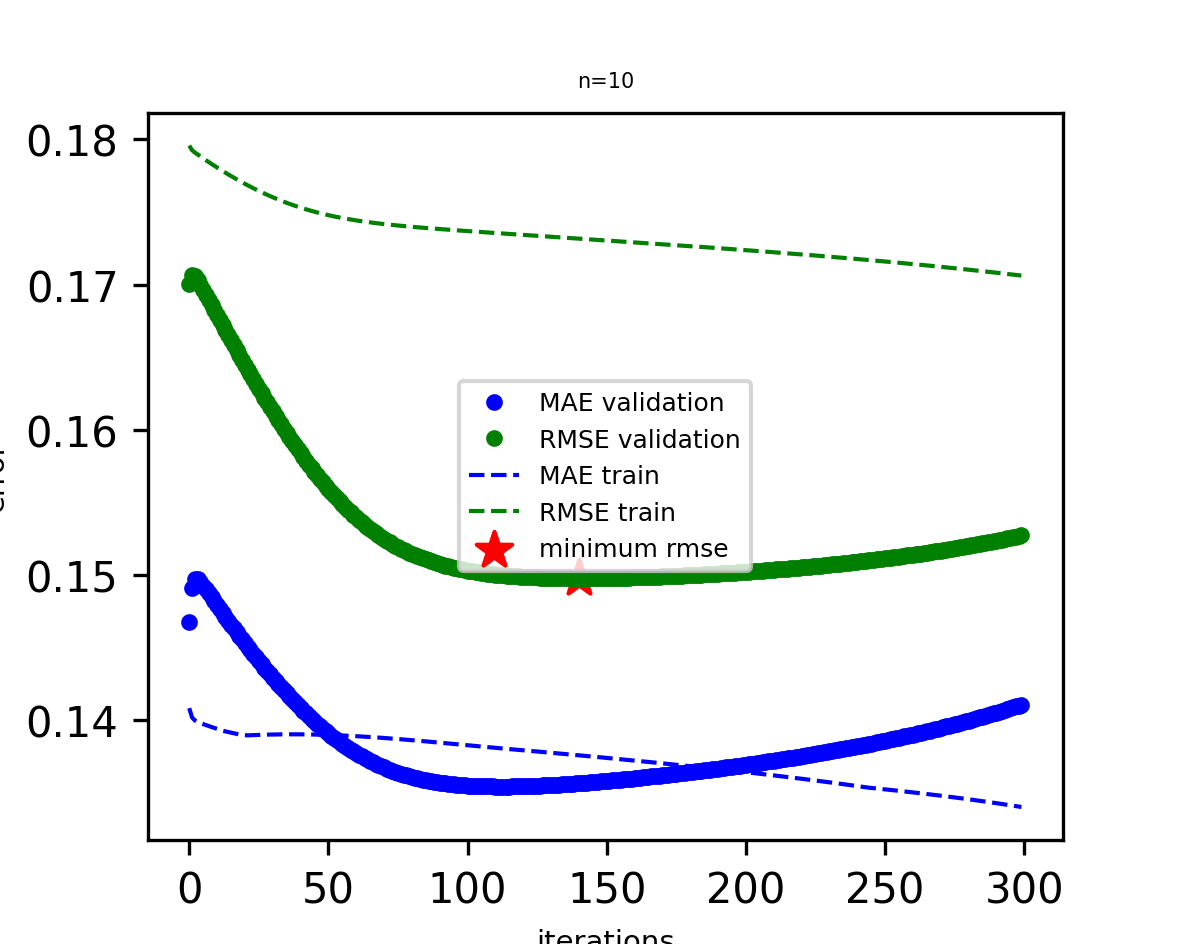 n=10
0.18
0.17
0.16
0.15
0.14
MAE validation
RMSE validation
MAE train
RMSE train
minimum rmse
0 50 100 150 200 250 300
iterations